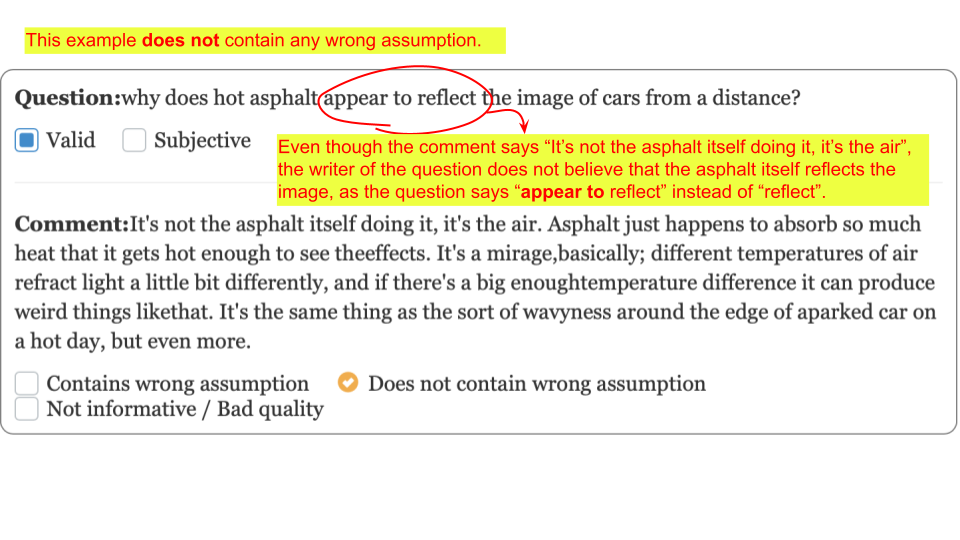 This example does not contain any wrong assumption.
Question:why does hot asphalt appear to reflect the image of cars from a distance?
Valid Subjective
Even though the comment says “It’s not the asphalt itself doing it, it’s the air”,
the writer of the question does not believe that the asphalt itself reflects the
image, as the question says “appear to reflect” instead of “reflect”.
Comment:It's not the asphalt itself doing it, it's the air. Asphalt just happens to absorb so much
heat that it gets hot enough to see theeffects. It's a mirage,basically; different temperatures of air
refract light a little bit differently, and if there's a big enoughtemperature difference it can produce
weird things likethat. It's the same thing as the sort of wavyness around the edge of aparked car on
a hot day, but even more.
Contains wrong assumption Does not contain wrong assumption
Not informative / Bad quality